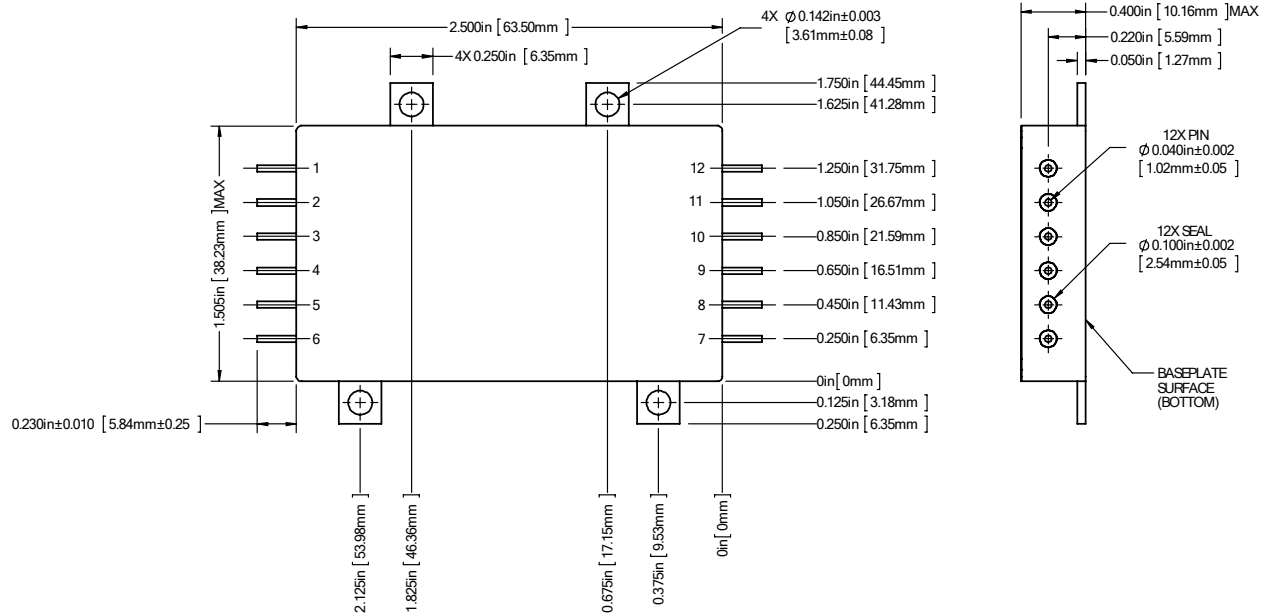 2.500in [ 63.50mm ]
4X ϕ 0.142in±0.003
[ 3.61mm±0.08 ]
4X 0.250in [ 6.35mm ]
1.750in [ 44.45mm ]
1.625in [ 41.28mm ]
1.505in [ 38.23mm ] MAX
1
2
3
4
5
6
12
11
10
9
8
7
1.250in [ 31.75mm ]
1.050in [ 26.67mm ]
0.850in [ 21.59mm ]
0.650in [ 16.51mm ]
0.450in [ 11.43mm ]
0.250in [ 6.35mm ]
0in [ 0mm ]
0.125in [ 3.18mm ]
0.250in [ 6.35mm ]
0.230in±0.010 [ 5.84mm±0.25 ]
2.125in [ 53.98mm ]
1.825in [ 46.36mm ]
0.675in [ 17.15mm ]
0.375in [ 9.53mm ]
0in [ 0mm ]
0.400in [ 10.16mm ] MAX
0.220in [ 5.59mm ]
0.050in [ 1.27mm ]
12X PIN
ϕ 0.040in±0.002
[ 1.02mm±0.05 ]
12X SEAL
ϕ 0.100in±0.002
[ 2.54mm±0.05 ]
BASEPLATE
SURFACE
(BOTTOM)